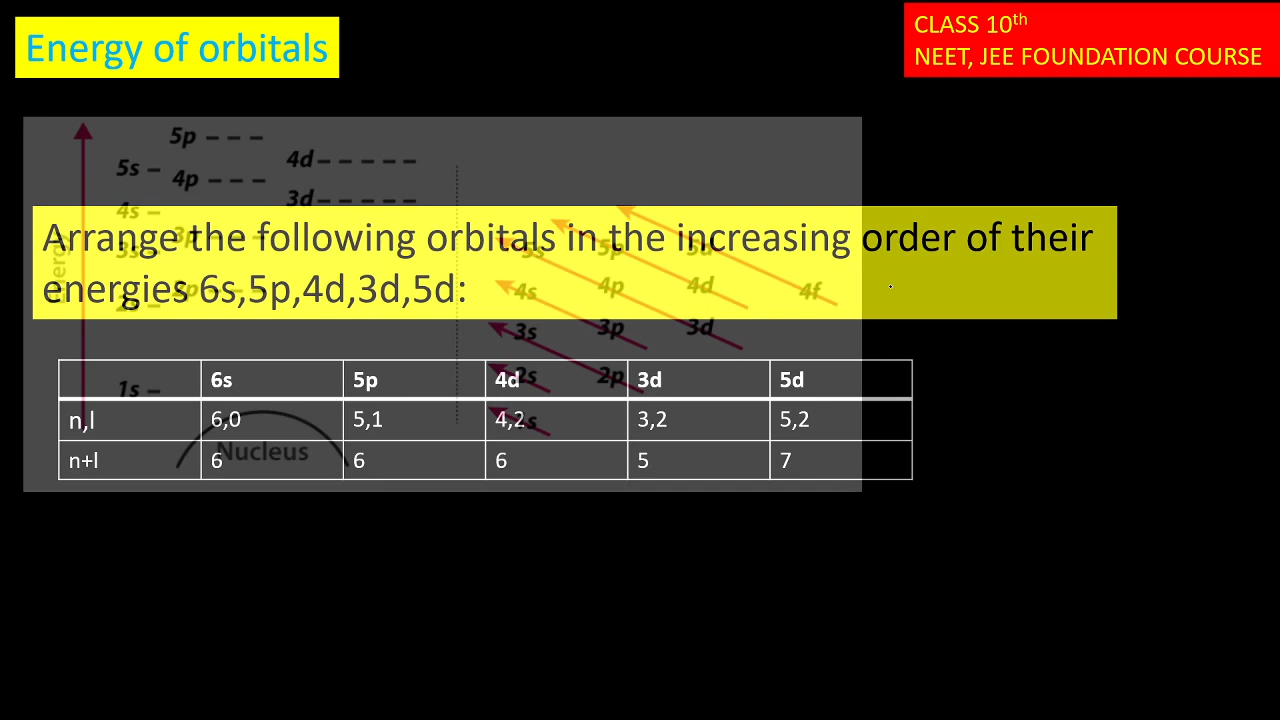 Energy of orbitals
CLASS 10th
NEET, JEE FOUNDATION COURSE
5p
4d
5s
4p
3d
4s
Arrange the following orbitals in the increasing order of their
energies 6s,5p,4d,3d,5d:
3s 3p
Energy
5s 5p 5d
4s 4p 4d 4f
3s 3p 3d
2s 2p
1s
Nucleus
6s 5p 4d 3d 5d
n,l 6,0 5,1 4,2 3,2 5,2
n+l 6 6 6 5 7